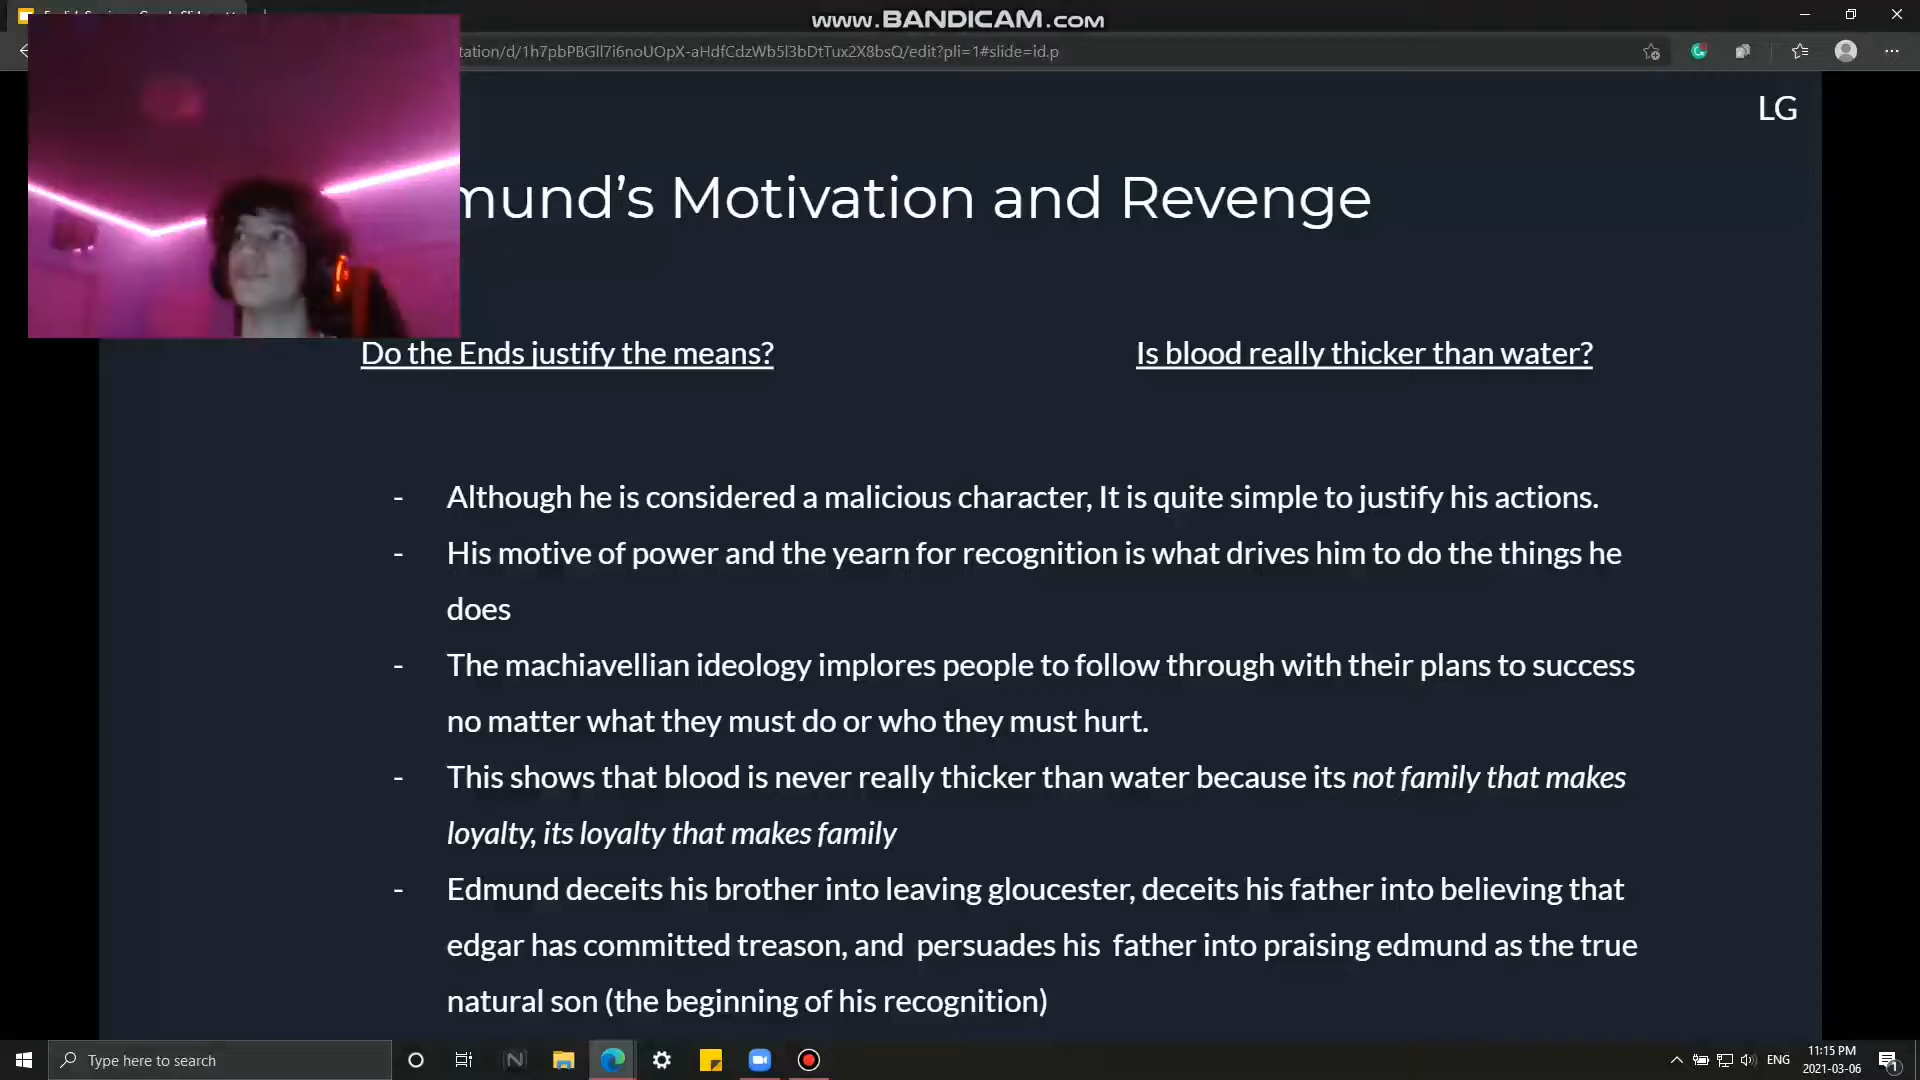 www.BANDICAM.com
tation/d/1h7pbPBGll7i6noUOpX-aHdfCdzWb5l3bDtTux2X8bsQ/edit?pli=1#slide=id.p
LG
mund's Motivation and Revenge
Do the Ends justify the means?
Is blood really thicker than water?
- Although he is considered a malicious character, It is quite simple to justify his actions.
- His motive of power and the yearn for recognition is what drives him to do the things he
does
- The machiavellian ideology implores people to follow through with their plans to success
no matter what they must do or who they must hurt.
- This shows that blood is never really thicker than water because its not family that makes
loyalty, its loyalty that makes family
- Edmund deceits his brother into leaving gloucester, deceits his father into believing that
edgar has committed treason, and persuades his father into praising edmund as the true
natural son (the beginning of his recognition)
Type here to search
ENG
11:15 PM
2021-03-06
1